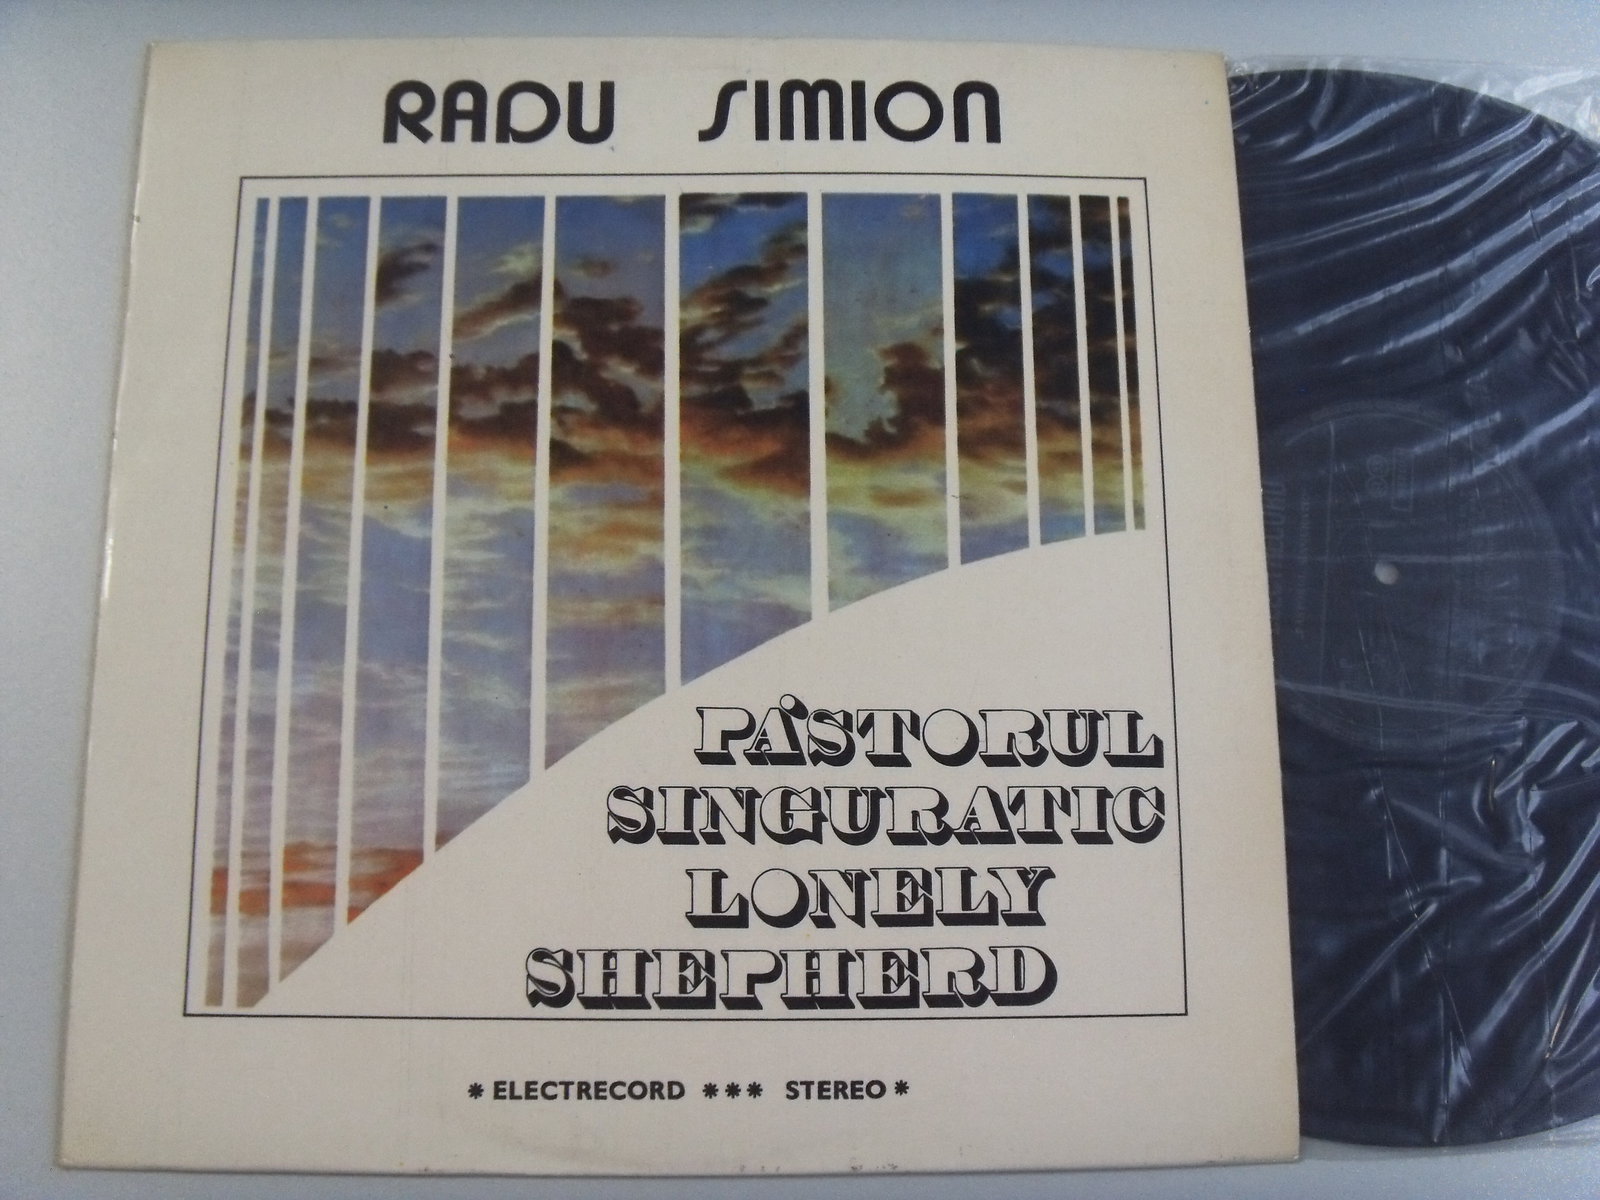 RADU SIMION
PĂSTORUL
SINGURATIC
LONELY
SHEPHERD
* ELECTRECORD *** STEREO *